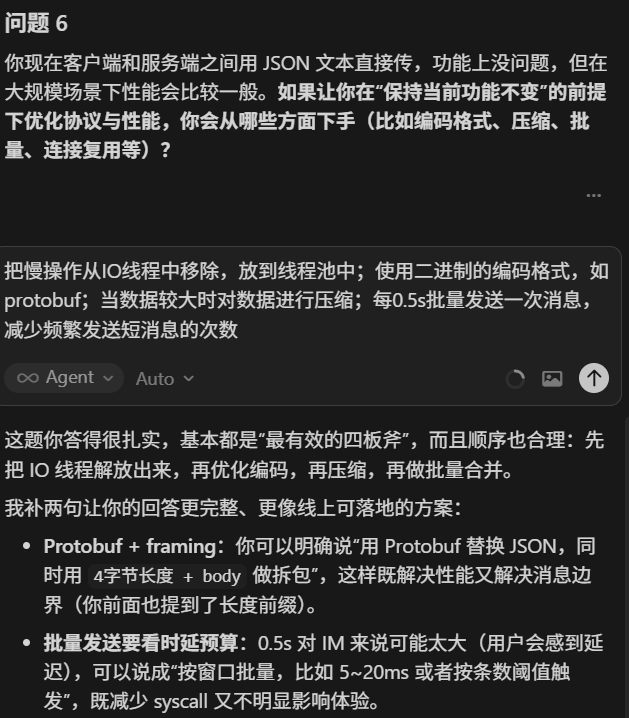 问题 6
你现在客户端和服务端之间用 JSON 文本直接传，功能上没问题，但在
大规模场景下性能会比较一般。如果让你在“保持当前功能不变”的前提
下优化协议与性能，你会从哪些方面下手（比如编码格式、压缩、批
量、连接复用等）？
...
把慢操作从IO线程中移除，放到线程池中；使用二进制的编码格式，如
protobuf；当数据较大时对数据进行压缩；每0.5s批量发送一次消息，
减少频繁发送短消息的次数
Agent Auto
这题你答得很扎实，基本都是“最有效的四板斧”，而且顺序也合理：先
把 IO 线程解放出来，再优化编码，再压缩，再做批量合并。
我补两句让你的回答更完整、更像线上可落地的方案：
• Protobuf + framing：你可以明确说“用 Protobuf 替换 JSON，同
时用 4字节长度 + body 做拆包”，这样既解决性能又解决消息边
界（你前面也提到了长度前缀）。
• 批量发送要看时延预算：0.5s 对 IM 来说可能太大（用户会感到延
迟），可以说成“按窗口批量，比如 5~20ms 或者按条数阈值触
发”，既减少 syscall 又不明显影响体验。